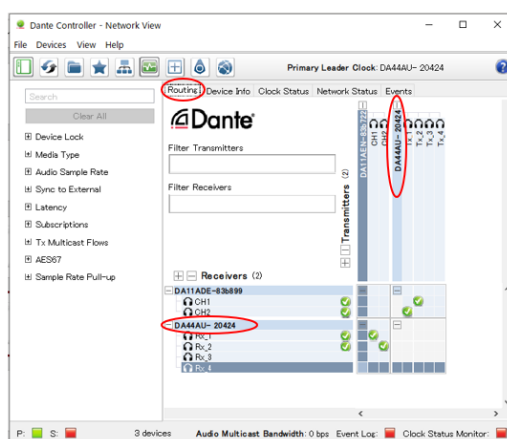 Dante Controller - Network View
File Devices View Help
Primary Leader Clock: DA44AU- 20424
?
Routing Device Info Clock Status Network Status Events
Search
Clear All
Device Lock
Media Type
Audio Sample Rate
Sync to External
Latency
Subscriptions
Tx Multicast Flows
AES67
Sample Rate Pull-up
Dante
Filter Transmitters
Filter Receivers
Transmitters (2)
DA11AEN-83b722
CH1
CH2
DA44AU- 20424
Tx_1
Tx_2
Tx_3
Tx_4
Receivers (2)
DA11ADE-83b899
CH1
CH2
DA44AU- 20424
Rx_1
Rx_2
Rx_3
Rx_4
P: S: 3 devices Audio Multicast Bandwidth: 0 bps Event Log: Clock Status Monitor: